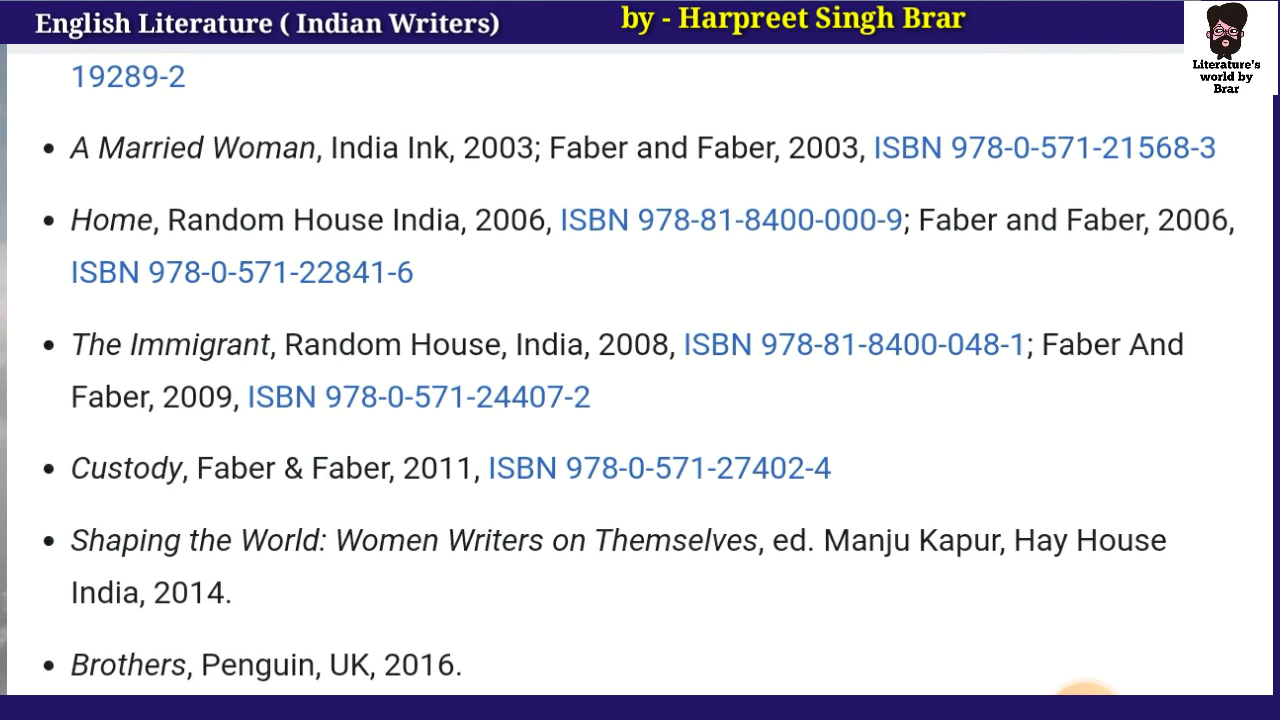 English Literature ( Indian Writers)
by - Harpreet Singh Brar
Literature's
world by
Brar
19289-2
• A Married Woman, India Ink, 2003; Faber and Faber, 2003, ISBN 978-0-571-21568-3
• Home, Random House India, 2006, ISBN 978-81-8400-000-9; Faber and Faber, 2006,
ISBN 978-0-571-22841-6
• The Immigrant, Random House, India, 2008, ISBN 978-81-8400-048-1; Faber And
Faber, 2009, ISBN 978-0-571-24407-2
• Custody, Faber & Faber, 2011, ISBN 978-0-571-27402-4
• Shaping the World: Women Writers on Themselves, ed. Manju Kapur, Hay House
India, 2014.
• Brothers, Penguin, UK, 2016.